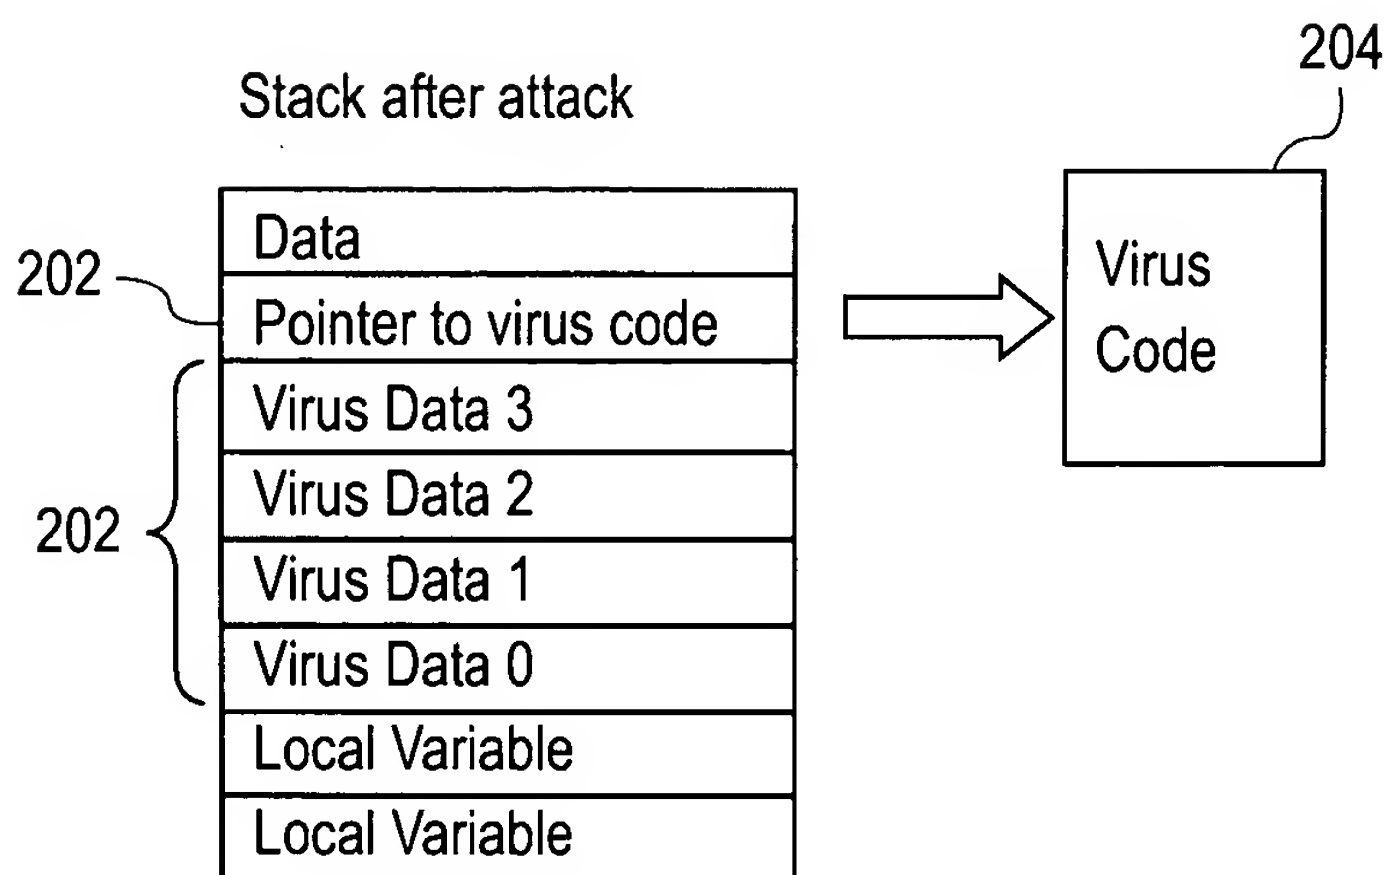 204
Stack after attack
Data
202
Pointer to virus code
Virus
Code
Virus Data 3
Virus Data 2
202
Virus Data 1
Virus Data 0
Local Variable
Local Variable